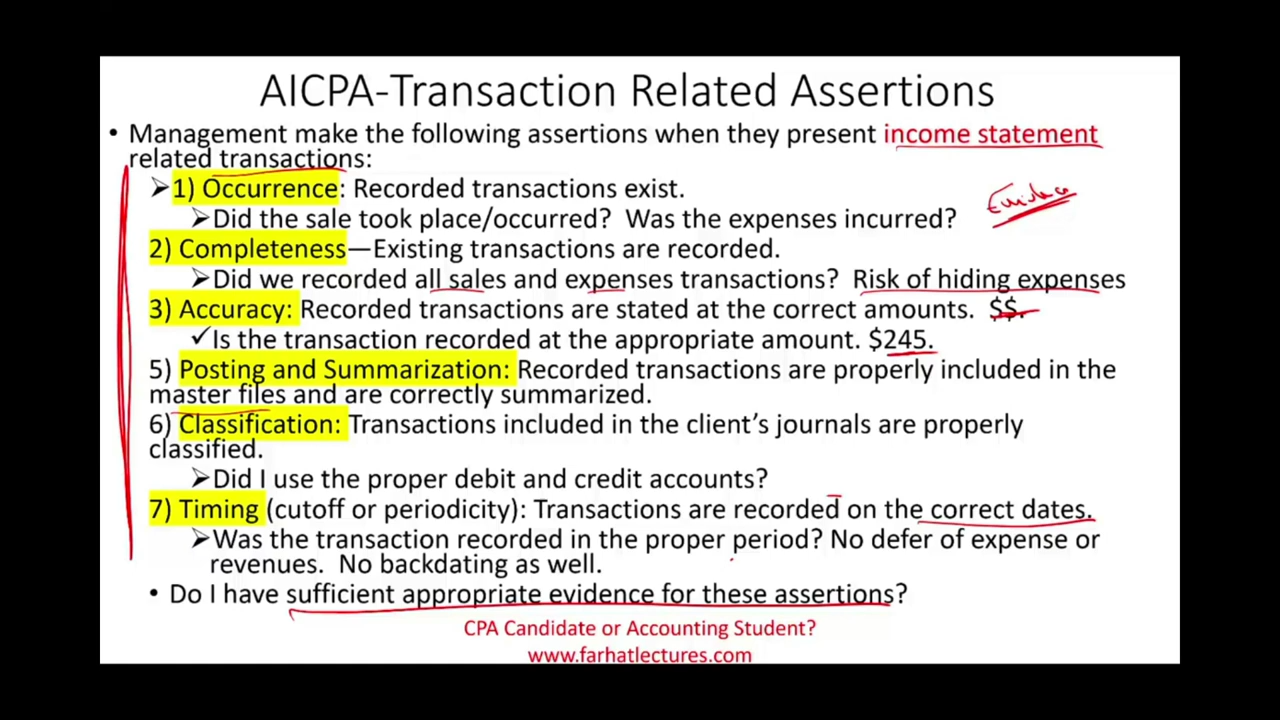 AICPA-Transaction Related Assertions
• Management make the following assertions when they present income statement
related transactions:
➢1) Occurrence: Recorded transactions exist.
➢Did the sale took place/occurred? Was the expenses incurred?
2) Completeness—Existing transactions are recorded.
➢Did we recorded all sales and expenses transactions? Risk of hiding expenses
3) Accuracy: Recorded transactions are stated at the correct amounts. $$.
✓Is the transaction recorded at the appropriate amount. $245.
5) Posting and Summarization: Recorded transactions are properly included in the
master files and are correctly summarized.
6) Classification: Transactions included in the client's journals are properly
classified.
➢Did I use the proper debit and credit accounts?
7) Timing (cutoff or periodicity): Transactions are recorded on the correct dates.
➢Was the transaction recorded in the proper period? No defer of expense or
revenues. No backdating as well.
• Do I have sufficient appropriate evidence for these assertions?
CPA Candidate or Accounting Student?
www.farhatlectures.com